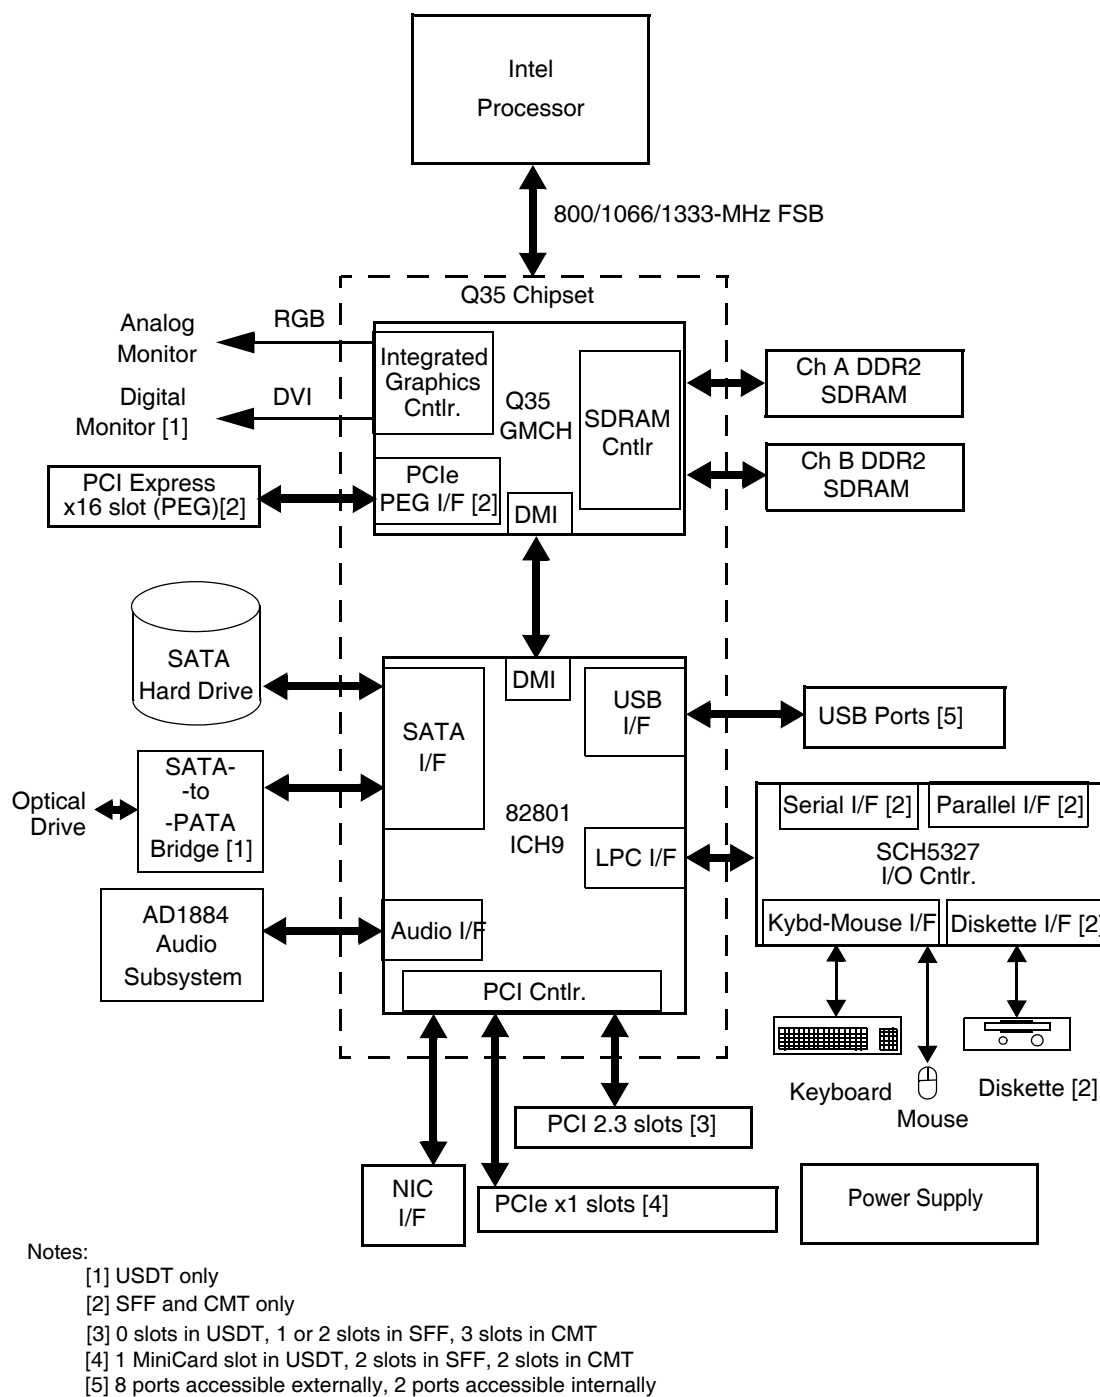 Intel
Processor
800/1066/1333-MHz FSB
Q35 Chipset
RGB
Analog
Monitor
Integrated
Graphics
Cntlr.
Digital
Monitor [1]
DVI
Q35
GMCH
SDRAM
Cntlr
Ch A DDR2
SDRAM
Ch B DDR2
SDRAM
PCI Express
x16 slot (PEG)[2]
PCIe
PEG I/F [2]
DMI
SATA
Hard Drive
DMI
USB
I/F
USB Ports [5]
SATA
I/F
SATA-
-to
-PATA
Bridge [1]
Optical
Drive
82801
ICH9
LPC I/F
Serial I/F [2]
Parallel I/F [2]
SCH5327
I/O Cntlr.
Kybd-Mouse I/F
Diskette I/F [2]
AD1884
Audio
Subsystem
Audio I/F
PCI Cntlr.
Keyboard
Mouse
Diskette [2]
PCI 2.3 slots [3]
NIC
I/F
PCIe x1 slots [4]
Power Supply
Notes:
[1] USDT only
[2] SFF and CMT only
[3] 0 slots in USDT, 1 or 2 slots in SFF, 3 slots in CMT
[4] 1 MiniCard slot in USDT, 2 slots in SFF, 2 slots in CMT
[5] 8 ports accessible externally, 2 ports accessible internally